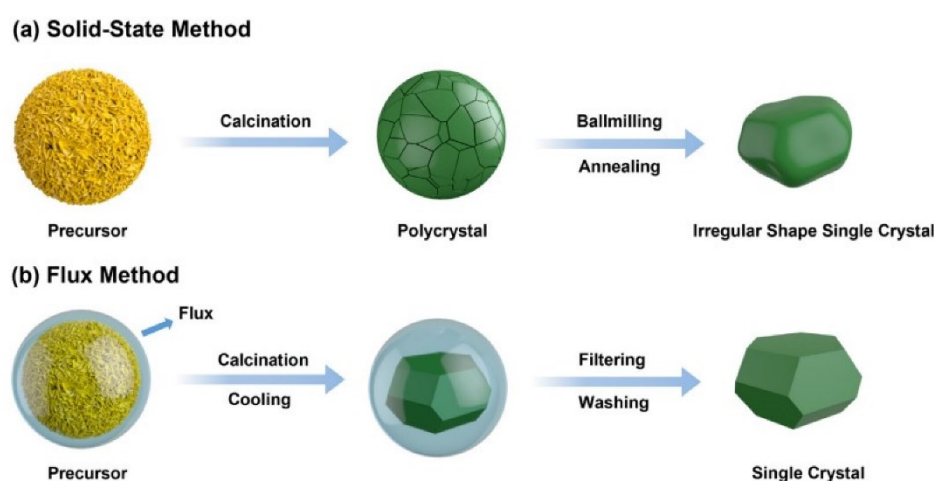 (a) Solid-State Method
Calcination
Ballmilling
Annealing
Precursor
Polycrystal
Irregular Shape Single Crystal
(b) Flux Method
Flux
Calcination
Cooling
Filtering
Washing
Precursor
Single Crystal